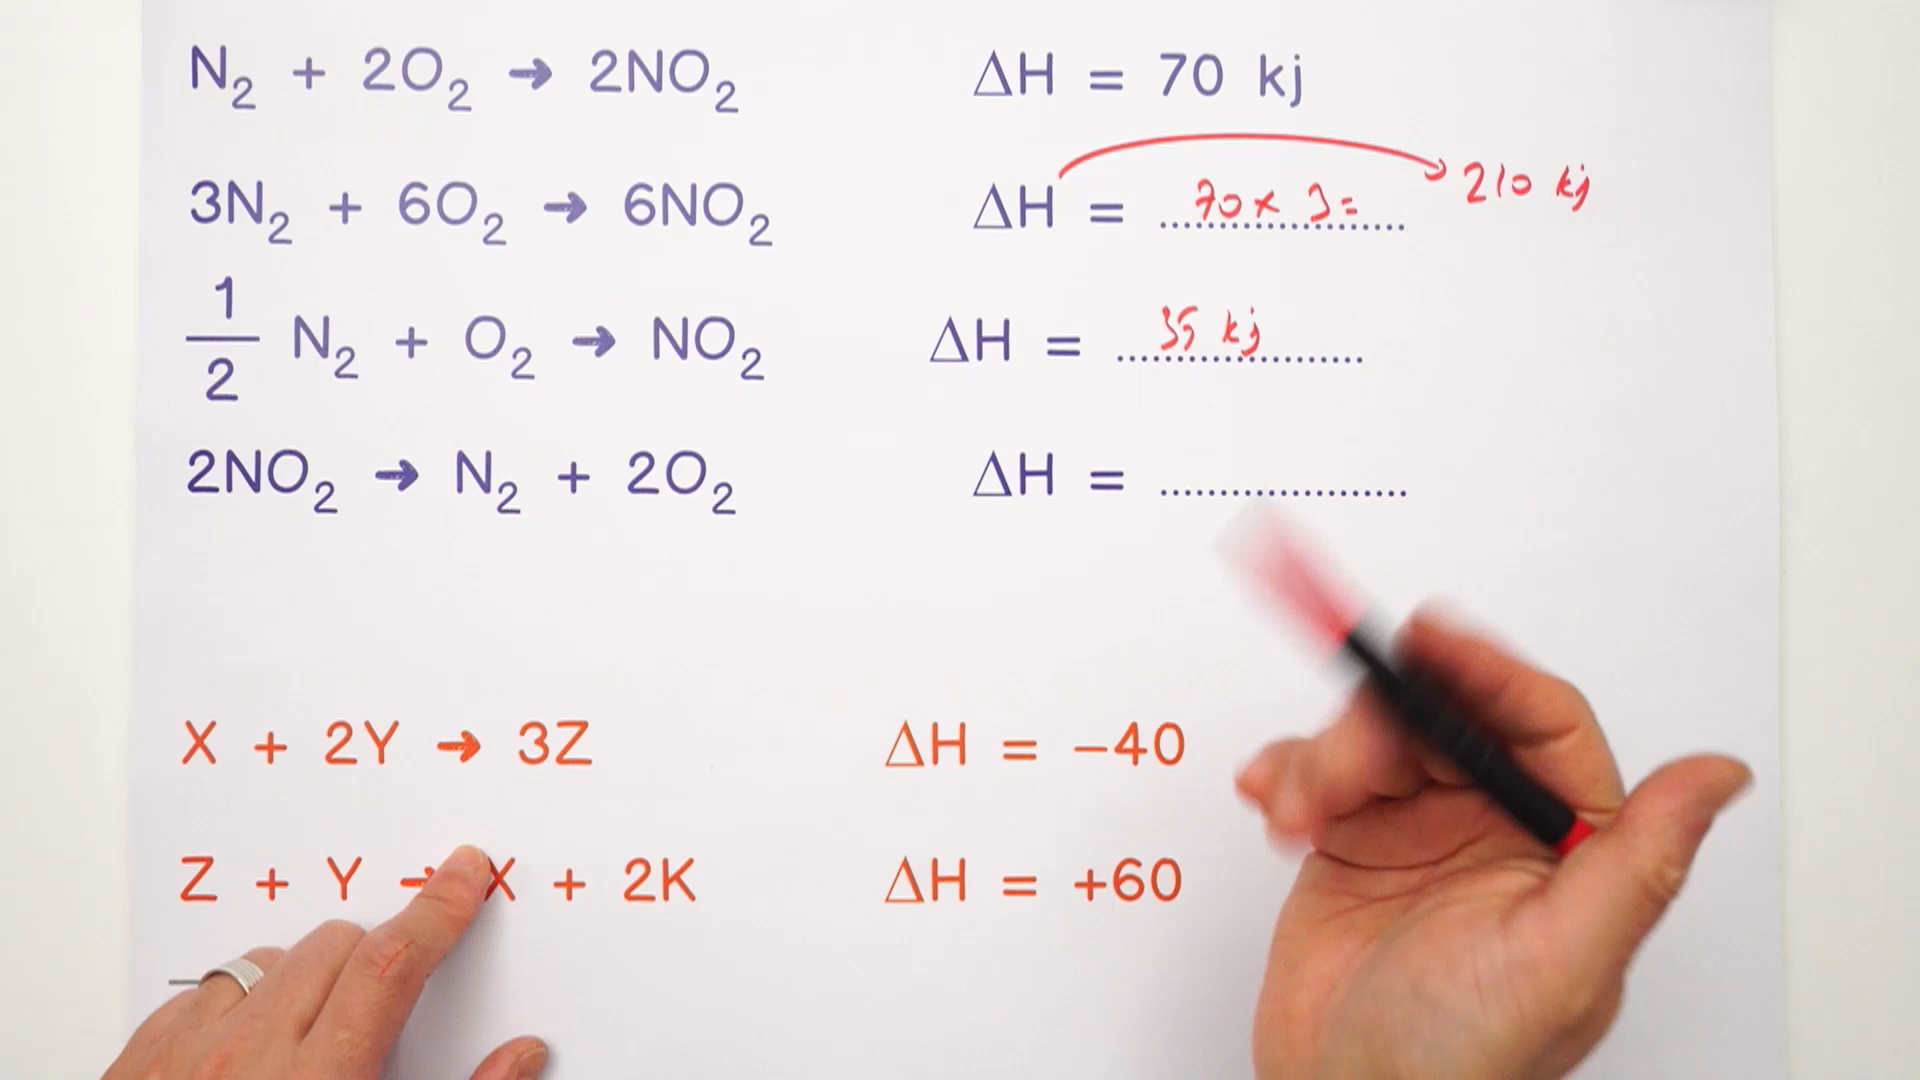 N₂ + 2O₂ → 2NO₂ ΔH = 70 kj
3N₂ + 6O₂ → 6NO₂ ΔH = 70 x 3 = 210 kj
1/2 N₂ + O₂ → NO₂ ΔH = 35 kj
2NO₂ → N₂ + 2O₂ ΔH = ....................
X + 2Y → 3Z ΔH = -40
Z + Y → X + 2K ΔH = +60